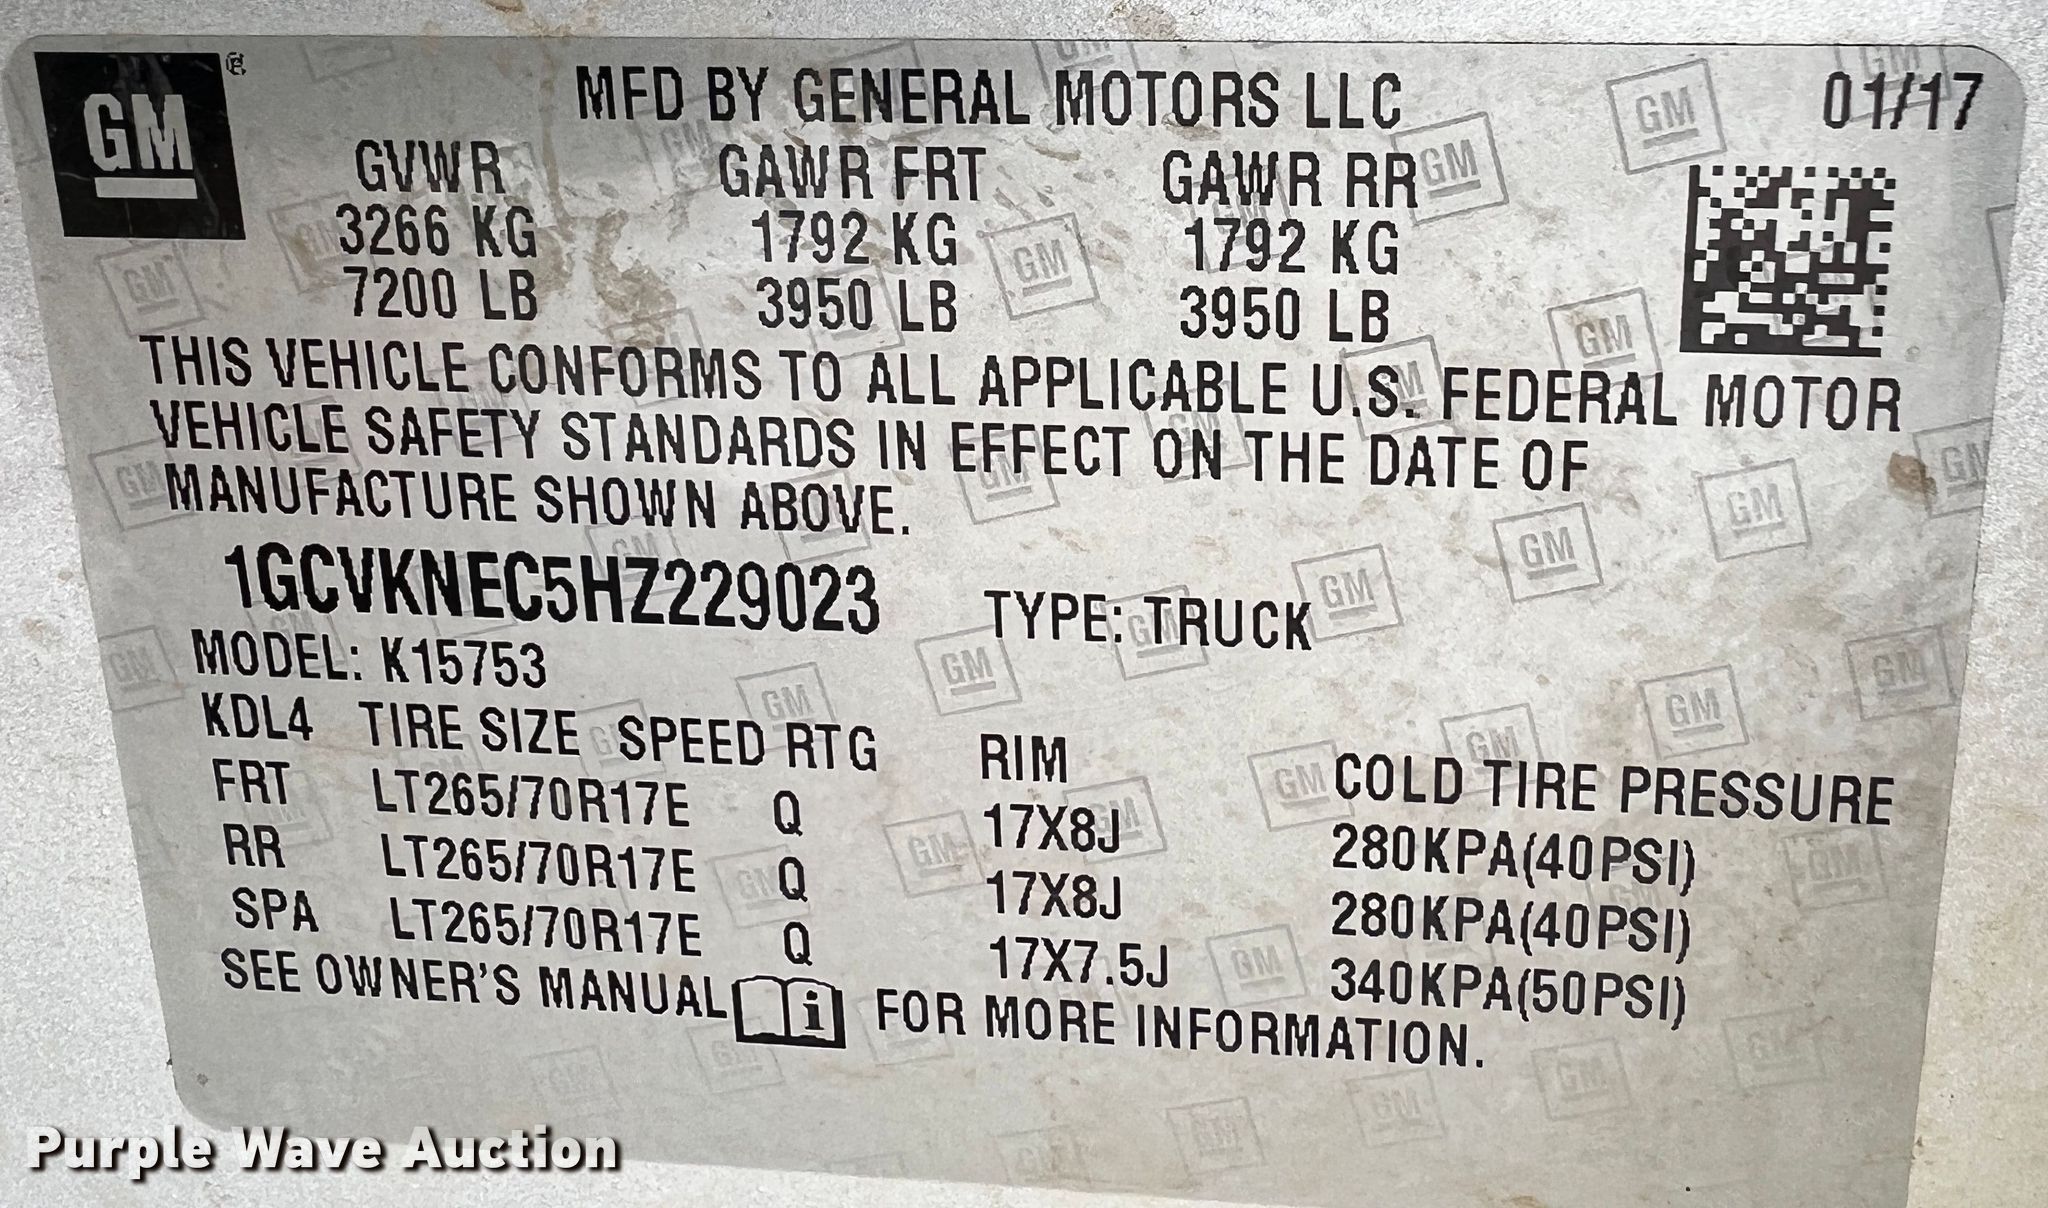 GM
MFD BY GENERAL MOTORS LLC 01/17
GVWR GAWR FRT GAWR RR
3266 KG 1792 KG 1792 KG
7200 LB 3950 LB 3950 LB
THIS VEHICLE CONFORMS TO ALL APPLICABLE U.S. FEDERAL MOTOR
VEHICLE SAFETY STANDARDS IN EFFECT ON THE DATE OF
MANUFACTURE SHOWN ABOVE.
1GCVKNEC5HZ229023 TYPE: TRUCK
MODEL: K15753
KDL4 TIRE SIZE SPEED RTG RIM COLD TIRE PRESSURE
FRT LT265/70R17E Q 17X8J 280KPA(40PSI)
RR LT265/70R17E Q 17X8J 280KPA(40PSI)
SPA LT265/70R17E Q 17X7.5J 340KPA(50PSI)
SEE OWNER'S MANUAL i FOR MORE INFORMATION.
Purple Wave Auction